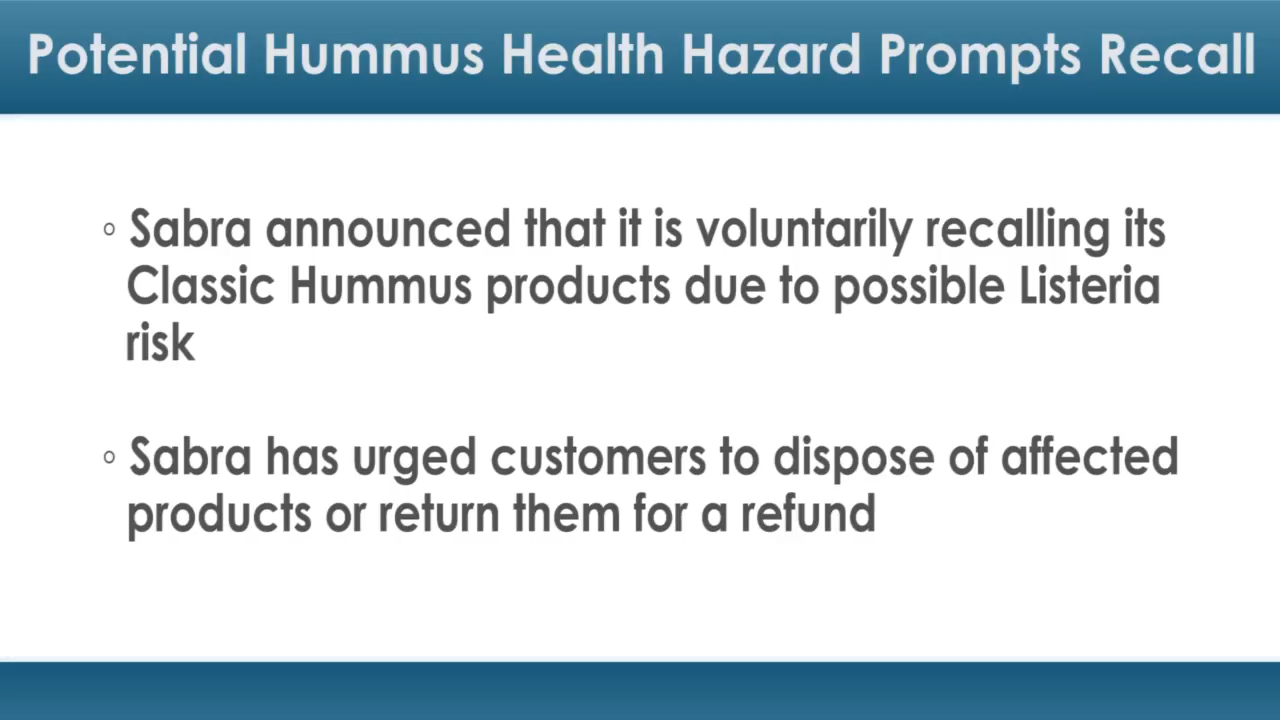 Potential Hummus Health Hazard Prompts Recall
◦ Sabra announced that it is voluntarily recalling its
Classic Hummus products due to possible Listeria
risk
◦ Sabra has urged customers to dispose of affected
products or return them for a refund